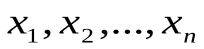 x₁, x₂,..., xₙ